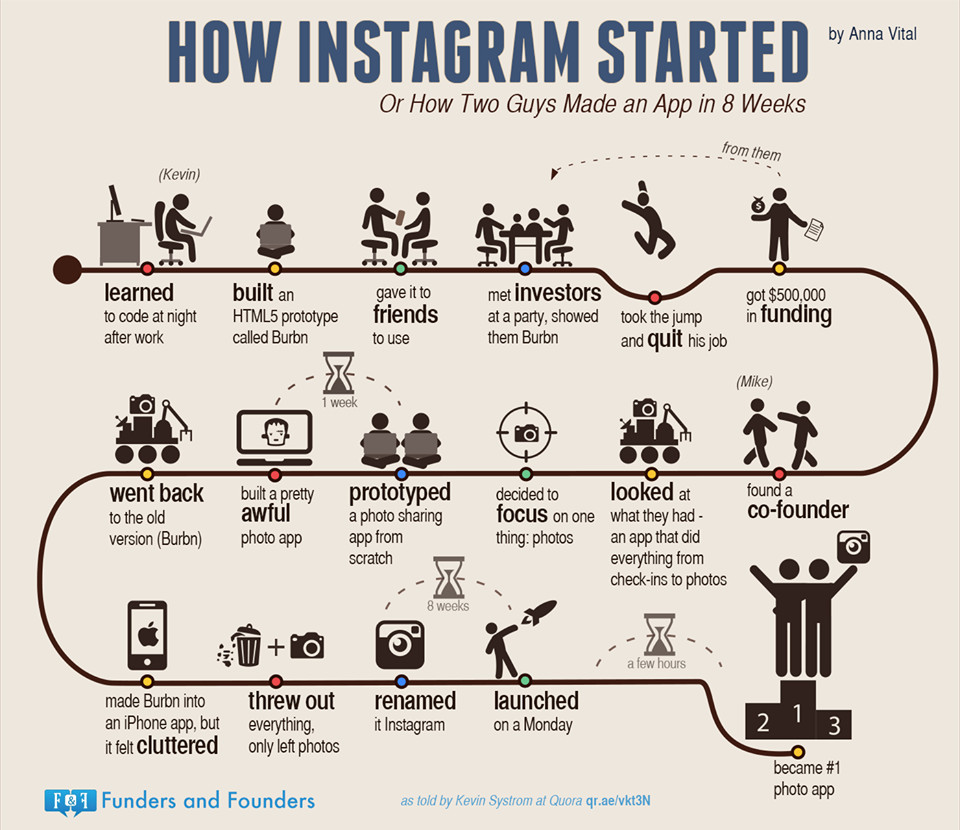 HOW INSTAGRAM STARTED
by Anna Vital
Or How Two Guys Made an App in 8 Weeks
from them
(Kevin)
$
learned
to code at night
after work
built an
HTML5 prototype
called Burbn
gave it to
friends
to use
met investors
at a party, showed
them Burbn
took the jump
and quit his job
got $500,000
in funding
(Mike)
found a
co-founder
looked at
what they had -
an app that did
everything from
check-ins to photos
decided to
focus on one
thing: photos
1 week
prototyped
a photo sharing
app from
scratch
built a pretty
awful
photo app
went back
to the old
version (Burbn)
made Burbn into
an iPhone app, but
it felt cluttered
+
threw out
everything,
only left photos
8 weeks
renamed
it Instagram
launched
on a Monday
a few hours
2 1 3
became #1
photo app
F&F Funders and Founders
as told by Kevin Systrom at Quora qr.ae/vkt3N